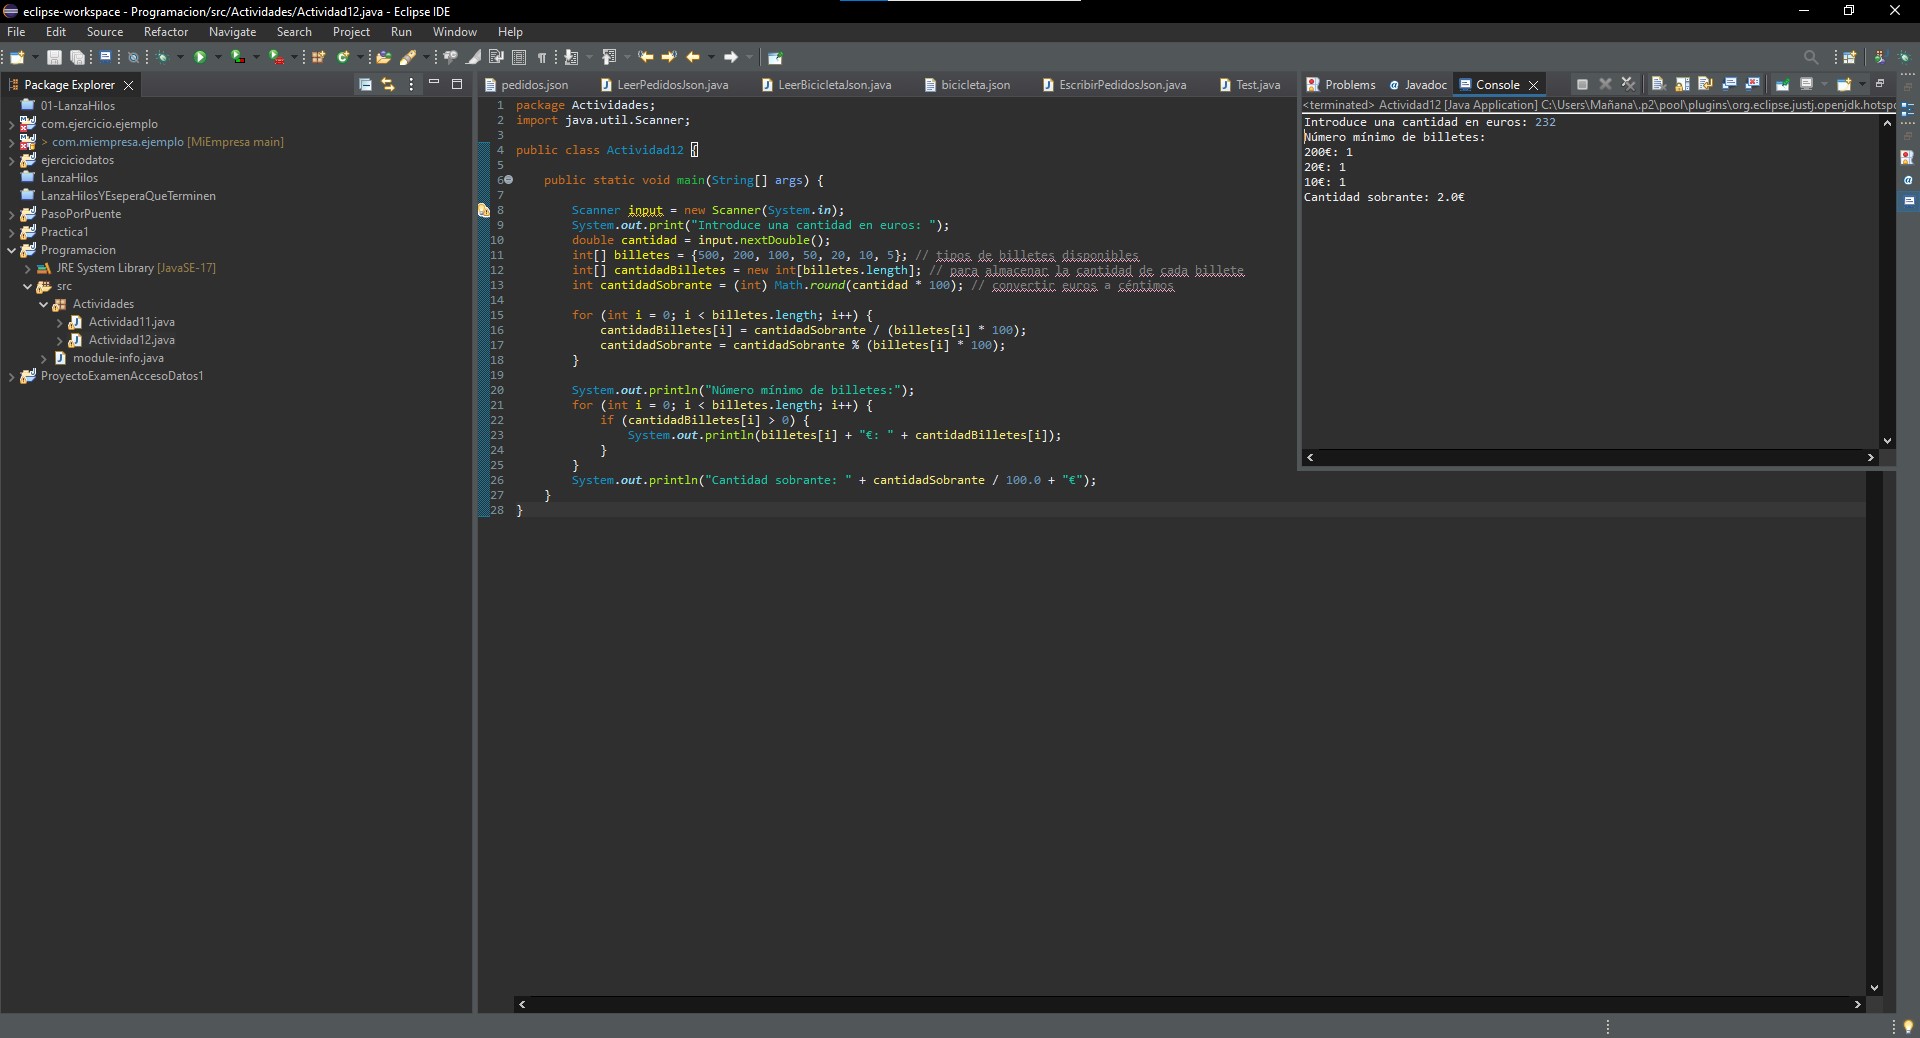 eclipse-workspace - Programacion/src/Actividades/Actividad12.java - Eclipse IDE
File Edit Source Refactor Navigate Search Project Run Window Help
Package Explorer
01-LanzaHilos
com.ejercicio.ejemplo
> com.miempresa.ejemplo [MiEmpresa main]
ejerciciodatos
LanzaHilos
LanzaHilosYEseperaQueTerminen
PasoPorPuente
Practica1
Programacion
JRE System Library [JavaSE-17]
src
Actividades
Actividad11.java
Actividad12.java
module-info.java
ProyectoExamenAccesoDatos1
pedidos.json LeerPedidosJson.java LeerBicicletaJson.java bicicleta.json EscribirPedidosJson.java Test.java
1 package Actividades;
2 import java.util.Scanner;
3
4 public class Actividad12 {
5
6 public static void main(String[] args) {
7
8 Scanner input = new Scanner(System.in);
9 System.out.print("Introduce una cantidad en euros: ");
10 double cantidad = input.nextDouble();
11 int[] billetes = {500, 200, 100, 50, 20, 10, 5}; // tipos de billetes disponibles
12 int[] cantidadBilletes = new int[billetes.length]; // para almacenar la cantidad de cada billete
13 int cantidadSobrante = (int) Math.round(cantidad * 100); // convertir euros a céntimos
14
15 for (int i = 0; i < billetes.length; i++) {
16 cantidadBilletes[i] = cantidadSobrante / (billetes[i] * 100);
17 cantidadSobrante = cantidadSobrante % (billetes[i] * 100);
18 }
19
20 System.out.println("Número mínimo de billetes:");
21 for (int i = 0; i < billetes.length; i++) {
22 if (cantidadBilletes[i] > 0) {
23 System.out.println(billetes[i] + "€: " + cantidadBilletes[i]);
24 }
25 }
26 System.out.println("Cantidad sobrante: " + cantidadSobrante / 100.0 + "€");
27 }
28 }
Problems Javadoc Console
<terminated> Actividad12 [Java Application] C:\Users\Mañana\.p2\pool\plugins\org.eclipse.justj.openjdk.hotspo
Introduce una cantidad en euros: 232
Número mínimo de billetes:
200€: 1
20€: 1
10€: 1
Cantidad sobrante: 2.0€